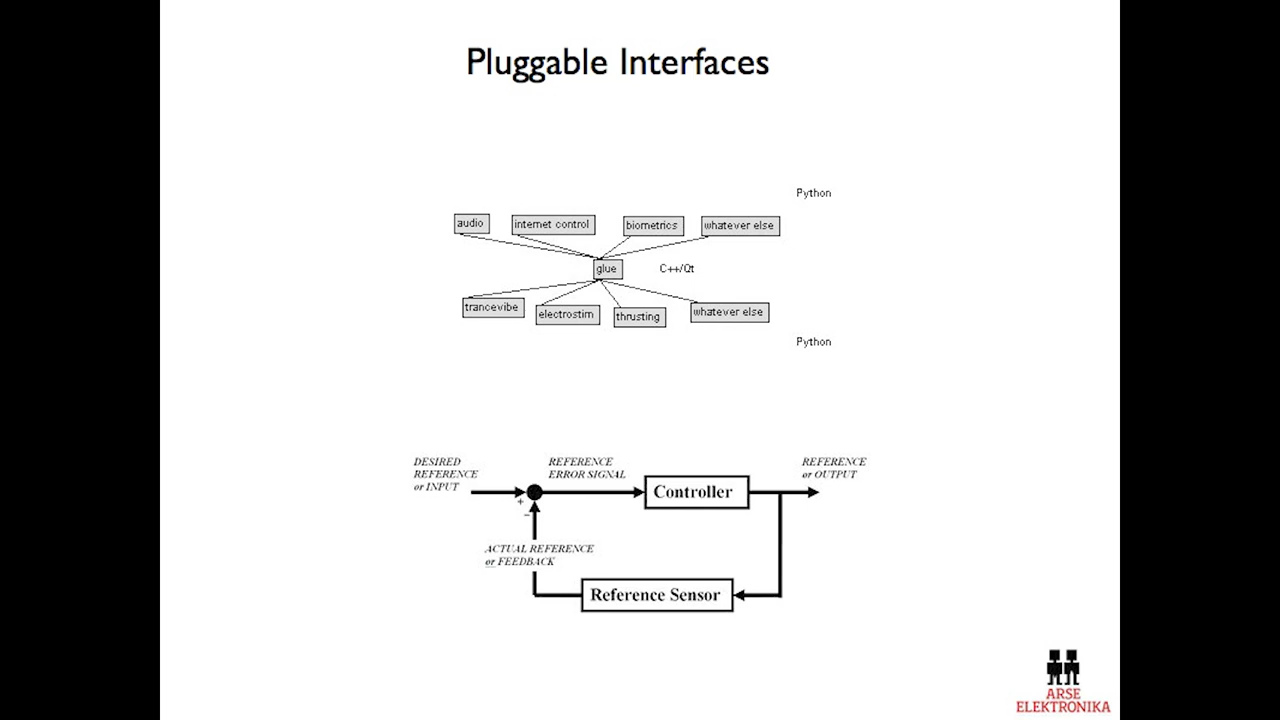 Pluggable Interfaces
Python
audio
internet control
biometrics
whatever else
glue
C++/Qt
trancevibe
electrostim
thrusting
whatever else
Python
DESIRED
REFERENCE
or INPUT
REFERENCE
ERROR SIGNAL
Controller
REFERENCE
or OUTPUT
+
−
ACTUAL REFERENCE
or FEEDBACK
Reference Sensor
ARSE
ELEKTRONIKA